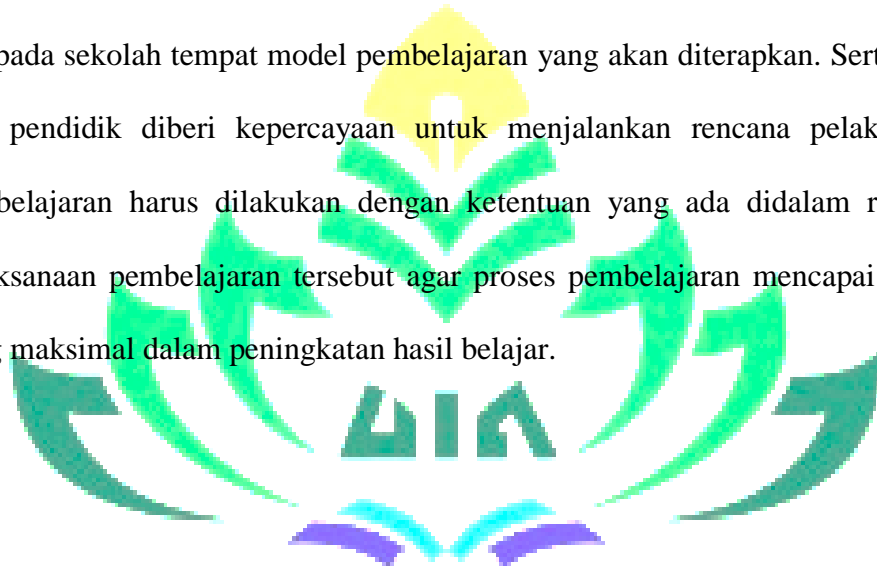 pada sekolah tempat model pembelajaran yang akan diterapkan. Sert
pendidik diberi kepercayaan untuk menjalankan rencana pelak
belajaran harus dilakukan dengan ketentuan yang ada didalam r
ksanaan pembelajaran tersebut agar proses pembelajaran mencapai
maksimal dalam peningkatan hasil belajar.
UIN